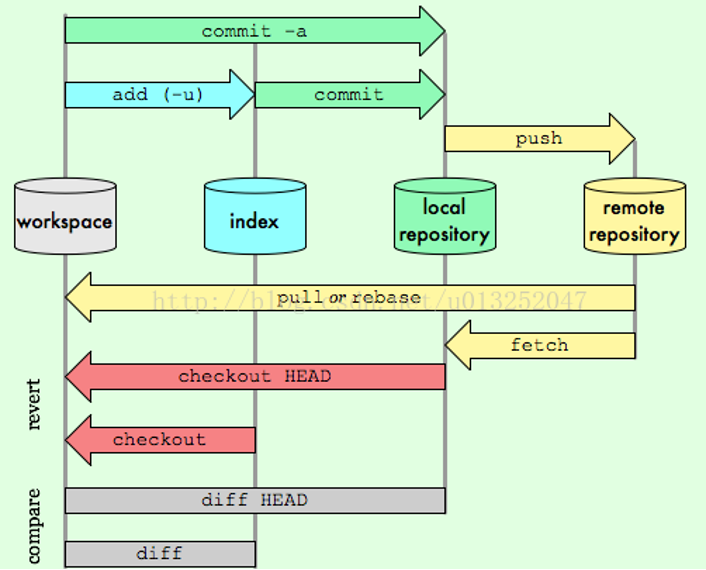 commit -a
add (-u)
commit
push
workspace
index
local
repository
remote
repository
http://blog.csdn.net/u013252047
pull or rebase
fetch
revert
checkout HEAD
checkout
compare
diff HEAD
diff